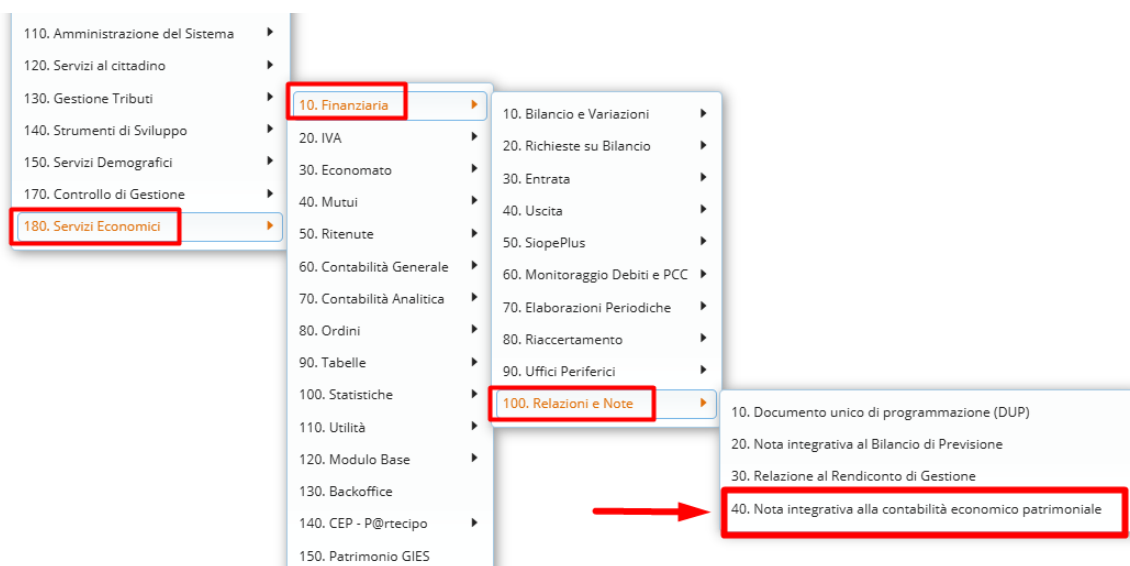 110. Amministrazione del Sistema
120. Servizi al cittadino
130. Gestione Tributi
140. Strumenti di Sviluppo
150. Servizi Demografici
170. Controllo di Gestione
180. Servizi Economici
10. Finanziaria
20. IVA
30. Economato
40. Mutui
50. Ritenute
60. Contabilità Generale
70. Contabilità Analitica
80. Ordini
90. Tabelle
100. Statistiche
110. Utilità
120. Modulo Base
130. Backoffice
140. CEP - P@rtecipo
150. Patrimonio GIES
10. Bilancio e Variazioni
20. Richieste su Bilancio
30. Entrata
40. Uscita
50. SiopePlus
60. Monitoraggio Debiti e PCC
70. Elaborazioni Periodiche
80. Riaccertamento
90. Uffici Periferici
100. Relazioni e Note
10. Documento unico di programmazione (DUP)
20. Nota integrativa al Bilancio di Previsione
30. Relazione al Rendiconto di Gestione
40. Nota integrativa alla contabilità economico patrimoniale